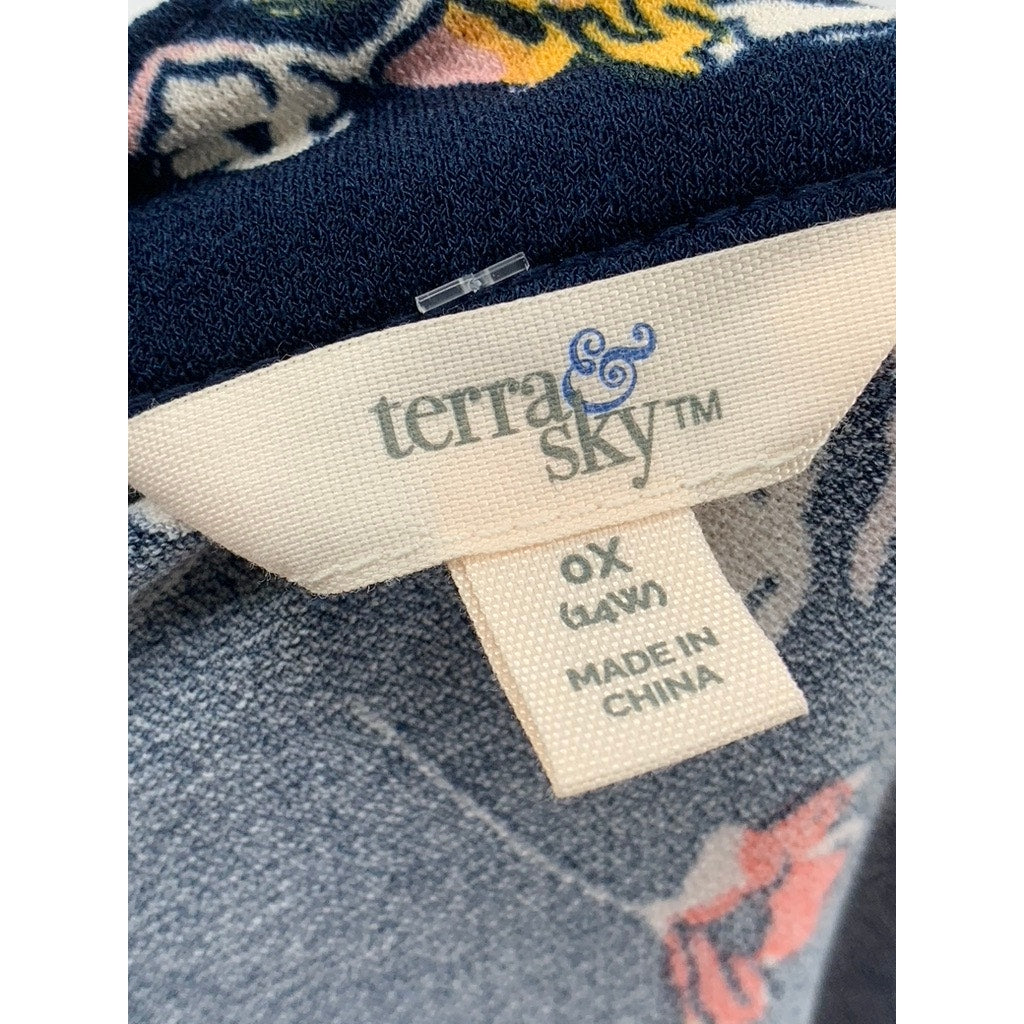 terra &
sky™
0X
(14W)
MADE IN
CHINA